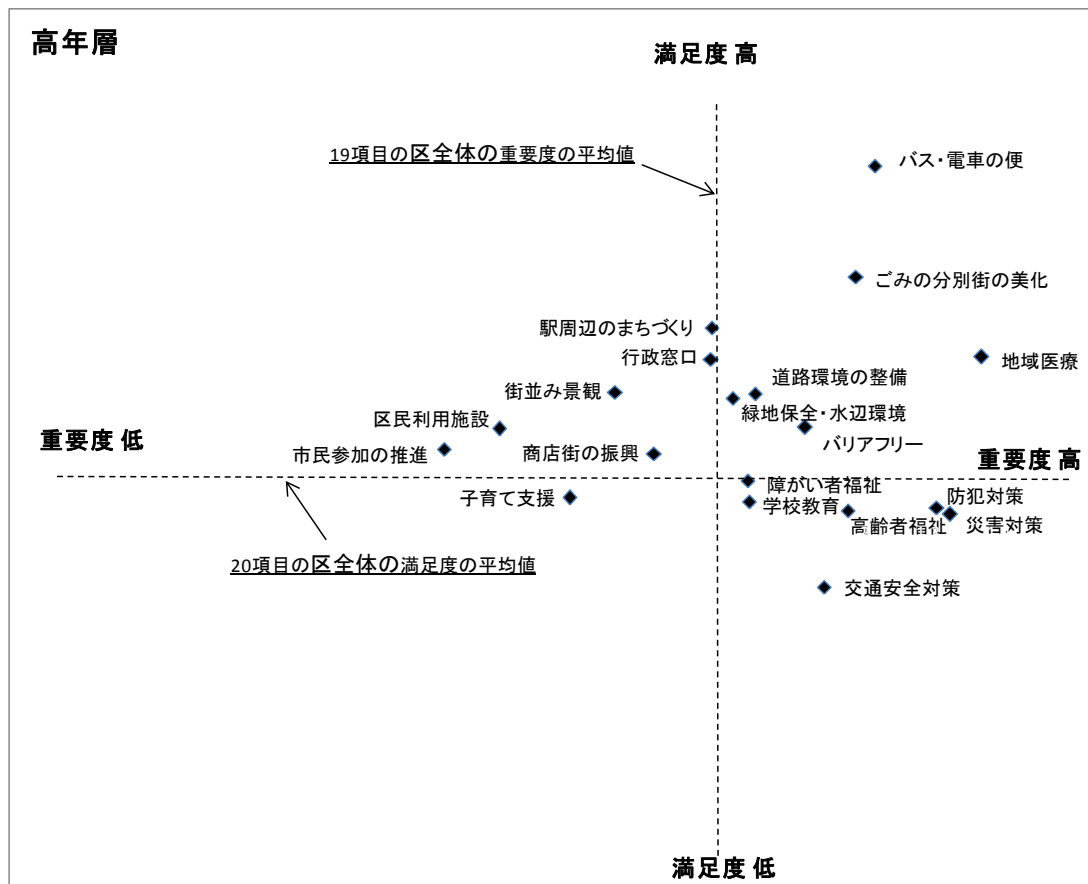 高年層
満足度 高
19項目の区全体の重要度の平均値
バス・電車の便
ごみの分別街の美化
駅周辺のまちづくり
行政窓口
地域医療
道路環境の整備
街並み景観
緑地保全・水辺環境
区民利用施設
バリアフリー
重要度 低
市民参加の推進
商店街の振興
重要度 高
障がい者福祉
子育て支援
学校教育
防犯対策
高齢者福祉
災害対策
20項目の区全体の満足度の平均値
交通安全対策
満足度 低